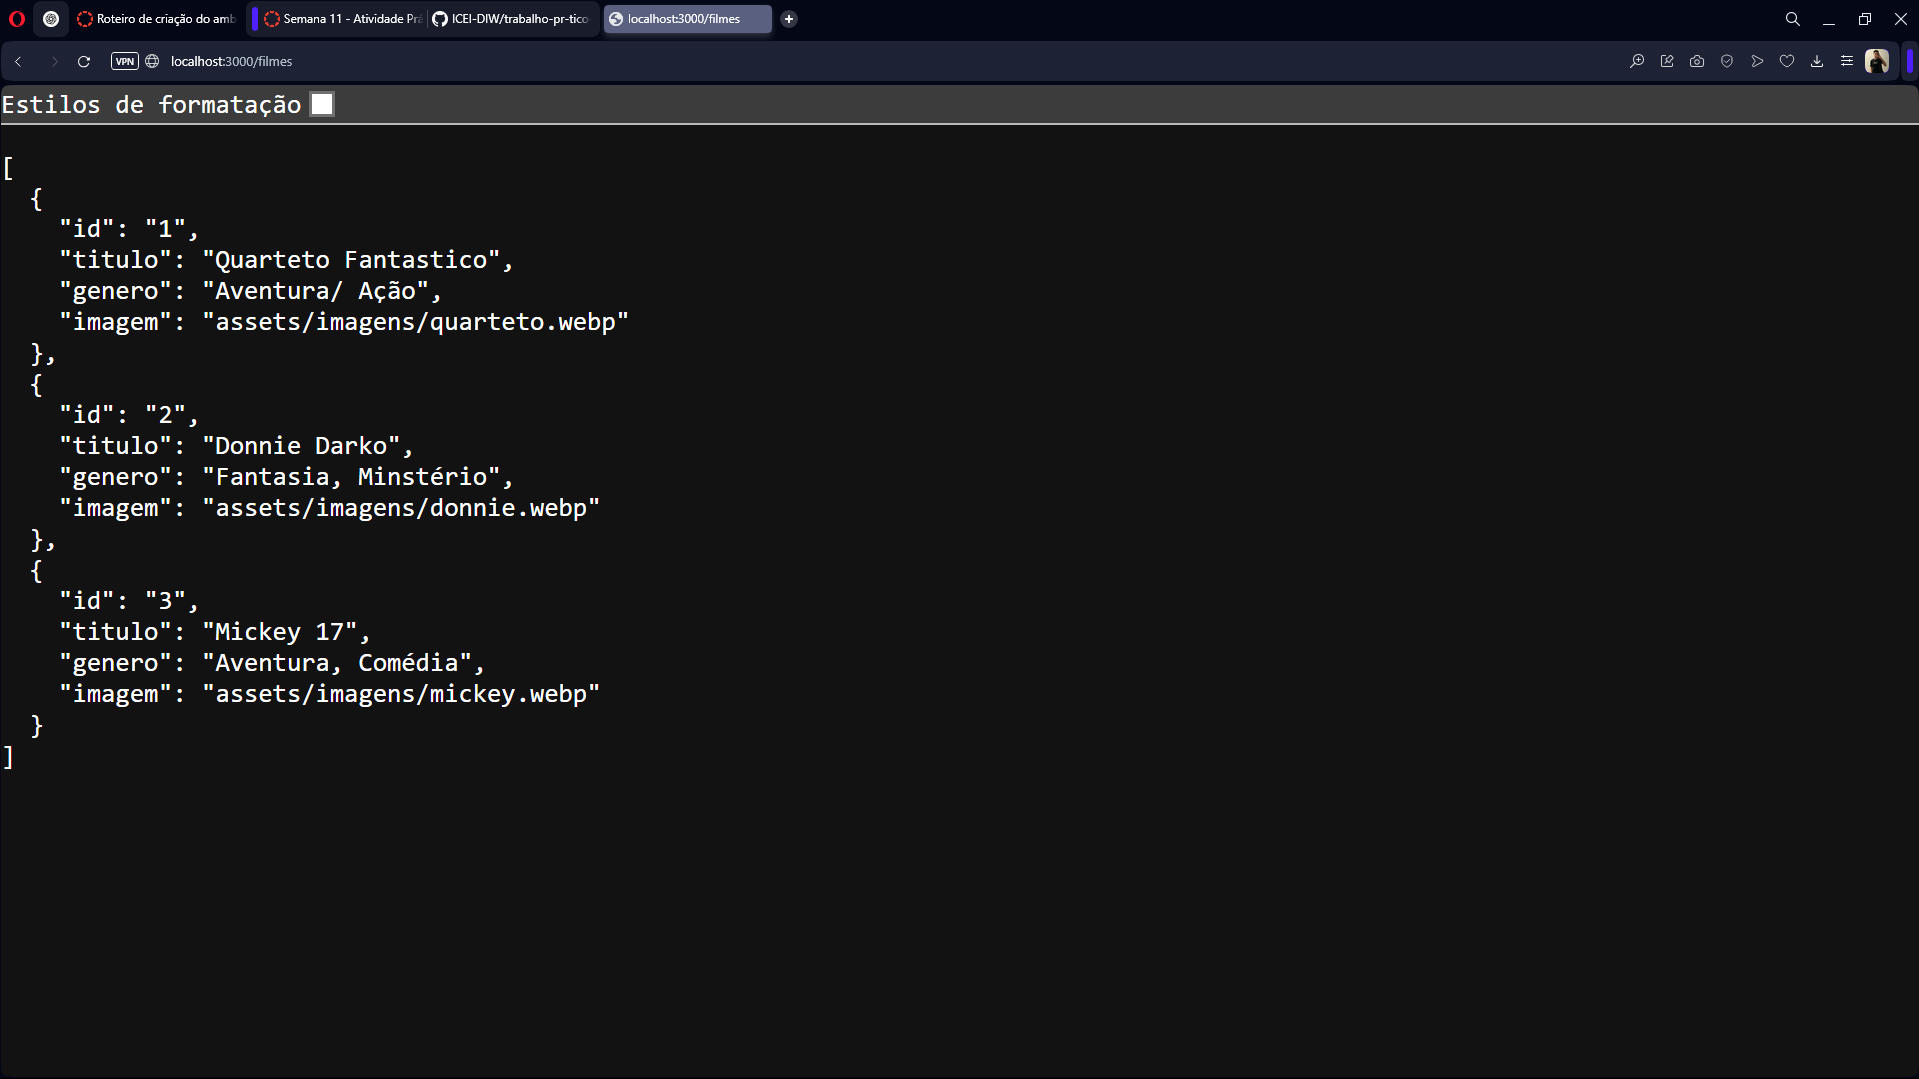 Roteiro de criação do amb
Semana 11 - Atividade Prá
ICEI-DIW/trabalho-pr-tico-
localhost:3000/filmes
VPN
localhost:3000/filmes
Estilos de formatação
[
  {
    "id": "1",
    "titulo": "Quarteto Fantastico",
    "genero": "Aventura/ Ação",
    "imagem": "assets/imagens/quarteto.webp"
  },
  {
    "id": "2",
    "titulo": "Donnie Darko",
    "genero": "Fantasia, Minstério",
    "imagem": "assets/imagens/donnie.webp"
  },
  {
    "id": "3",
    "titulo": "Mickey 17",
    "genero": "Aventura, Comédia",
    "imagem": "assets/imagens/mickey.webp"
  }
]